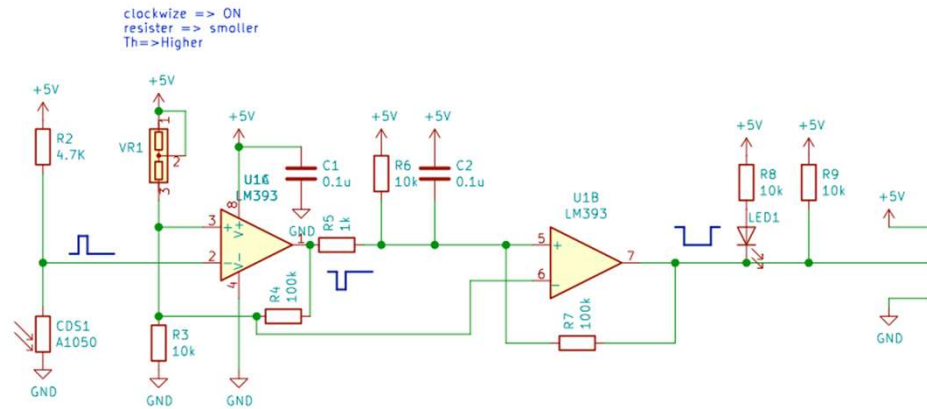 clockwize => ON
resister => smoller
Th=>Higher
+5V
R2
4.7K
CDS1
A1050
GND
+5V
VR1
1
2
3
R3
10k
GND
+5V
U1A
LM393
3
2
8
4
1
+
-
V+
V-
GND
C1
0.1u
GND
R5
1k
R4
100k
+5V
R6
10k
+5V
C2
0.1u
U1B
LM393
5
6
7
+
-
R7
100k
+5V
R8
10k
LED1
+5V
R9
10k
+5V
GND